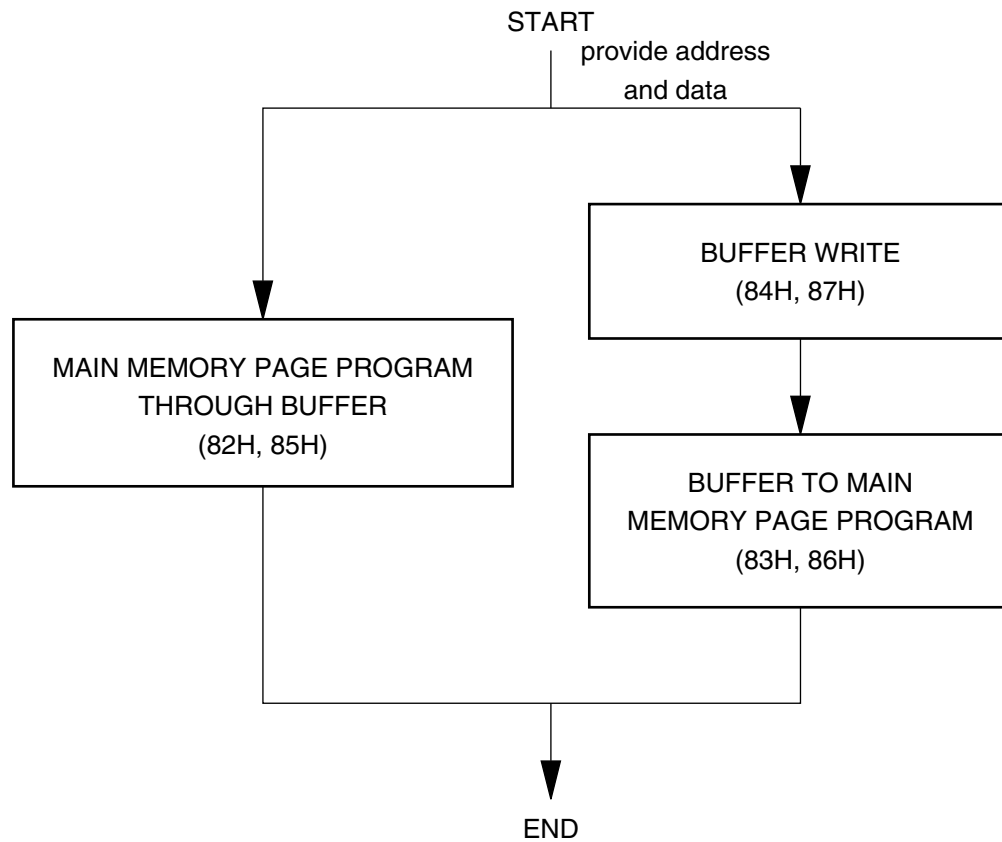 START
provide address
and data
BUFFER WRITE
(84H, 87H)
MAIN MEMORY PAGE PROGRAM
THROUGH BUFFER
(82H, 85H)
BUFFER TO MAIN
MEMORY PAGE PROGRAM
(83H, 86H)
END